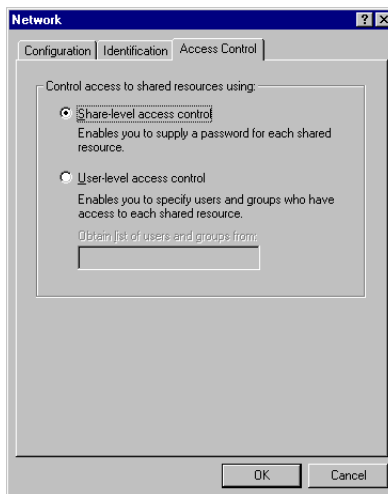 Network
Configuration Identification Access Control
Control access to shared resources using:
Share-level access control
Enables you to supply a password for each shared
resource.
User-level access control
Enables you to specify users and groups who have
access to each shared resource.
Obtain list of users and groups from:
OK Cancel